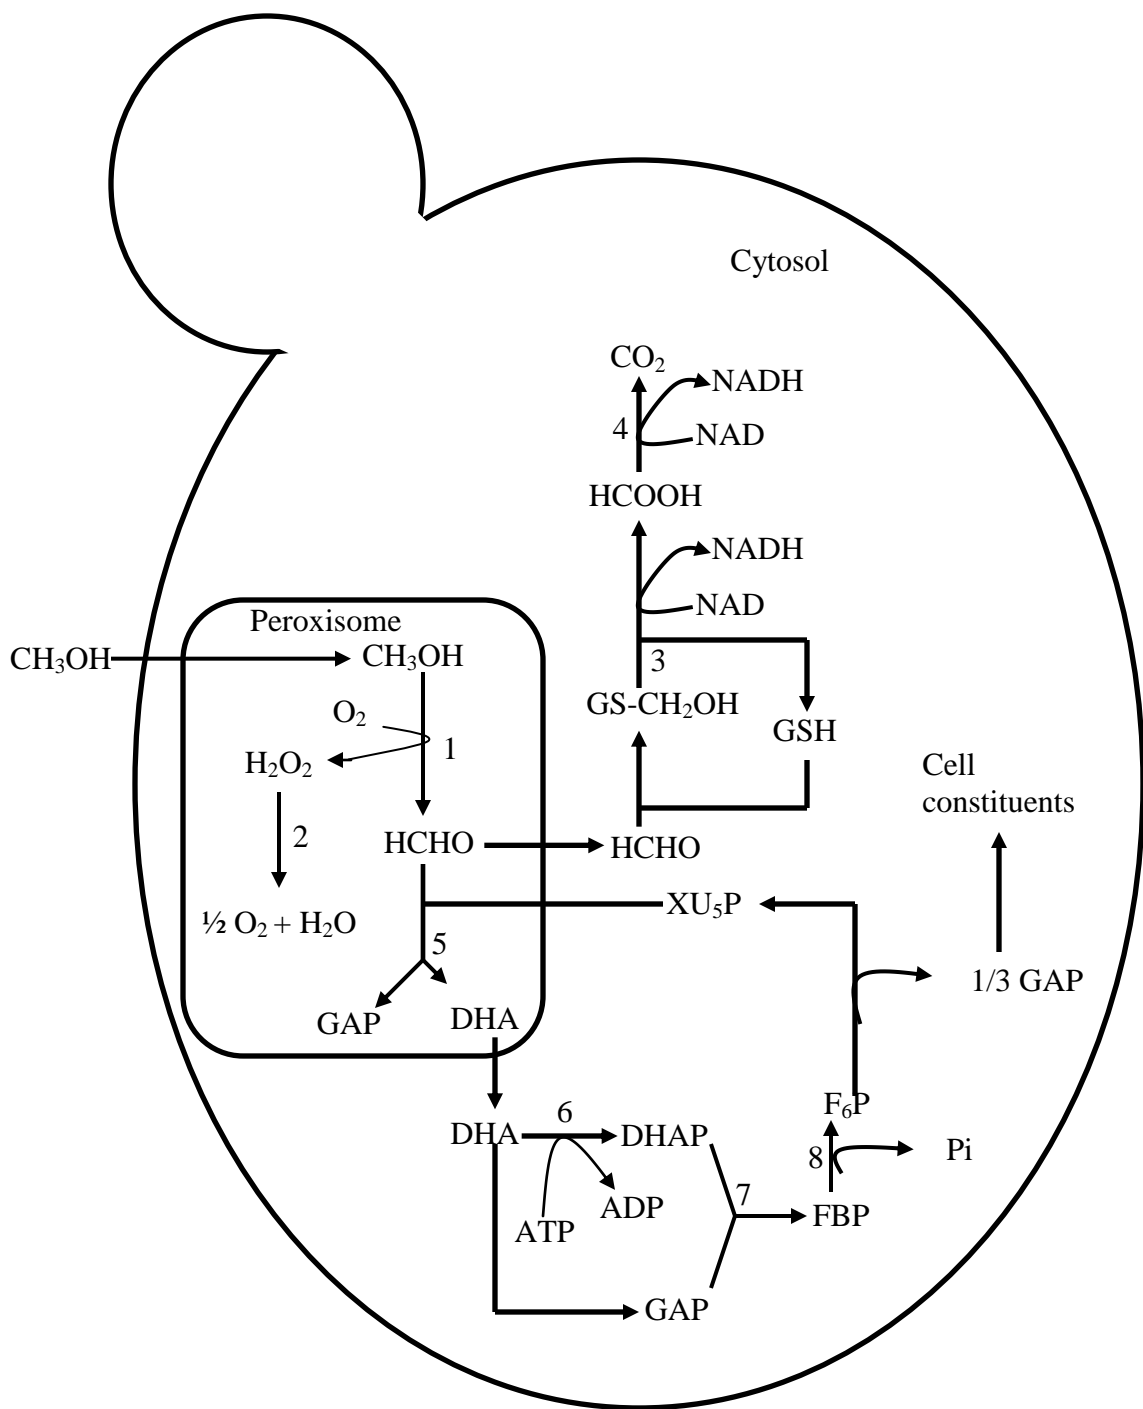 Cytosol
CO₂
NADH
4
NAD
HCOOH
NADH
NAD
Peroxisome
CH₃OH
CH₃OH
3
GS-CH₂OH
O₂
GSH
1
H₂O₂
Cell
constituents
2
HCHO
HCHO
XU₅P
½ O₂ + H₂O
5
1/3 GAP
GAP
DHA
F₆P
6
DHA
DHAP
8
Pi
7
ADP
FBP
ATP
GAP